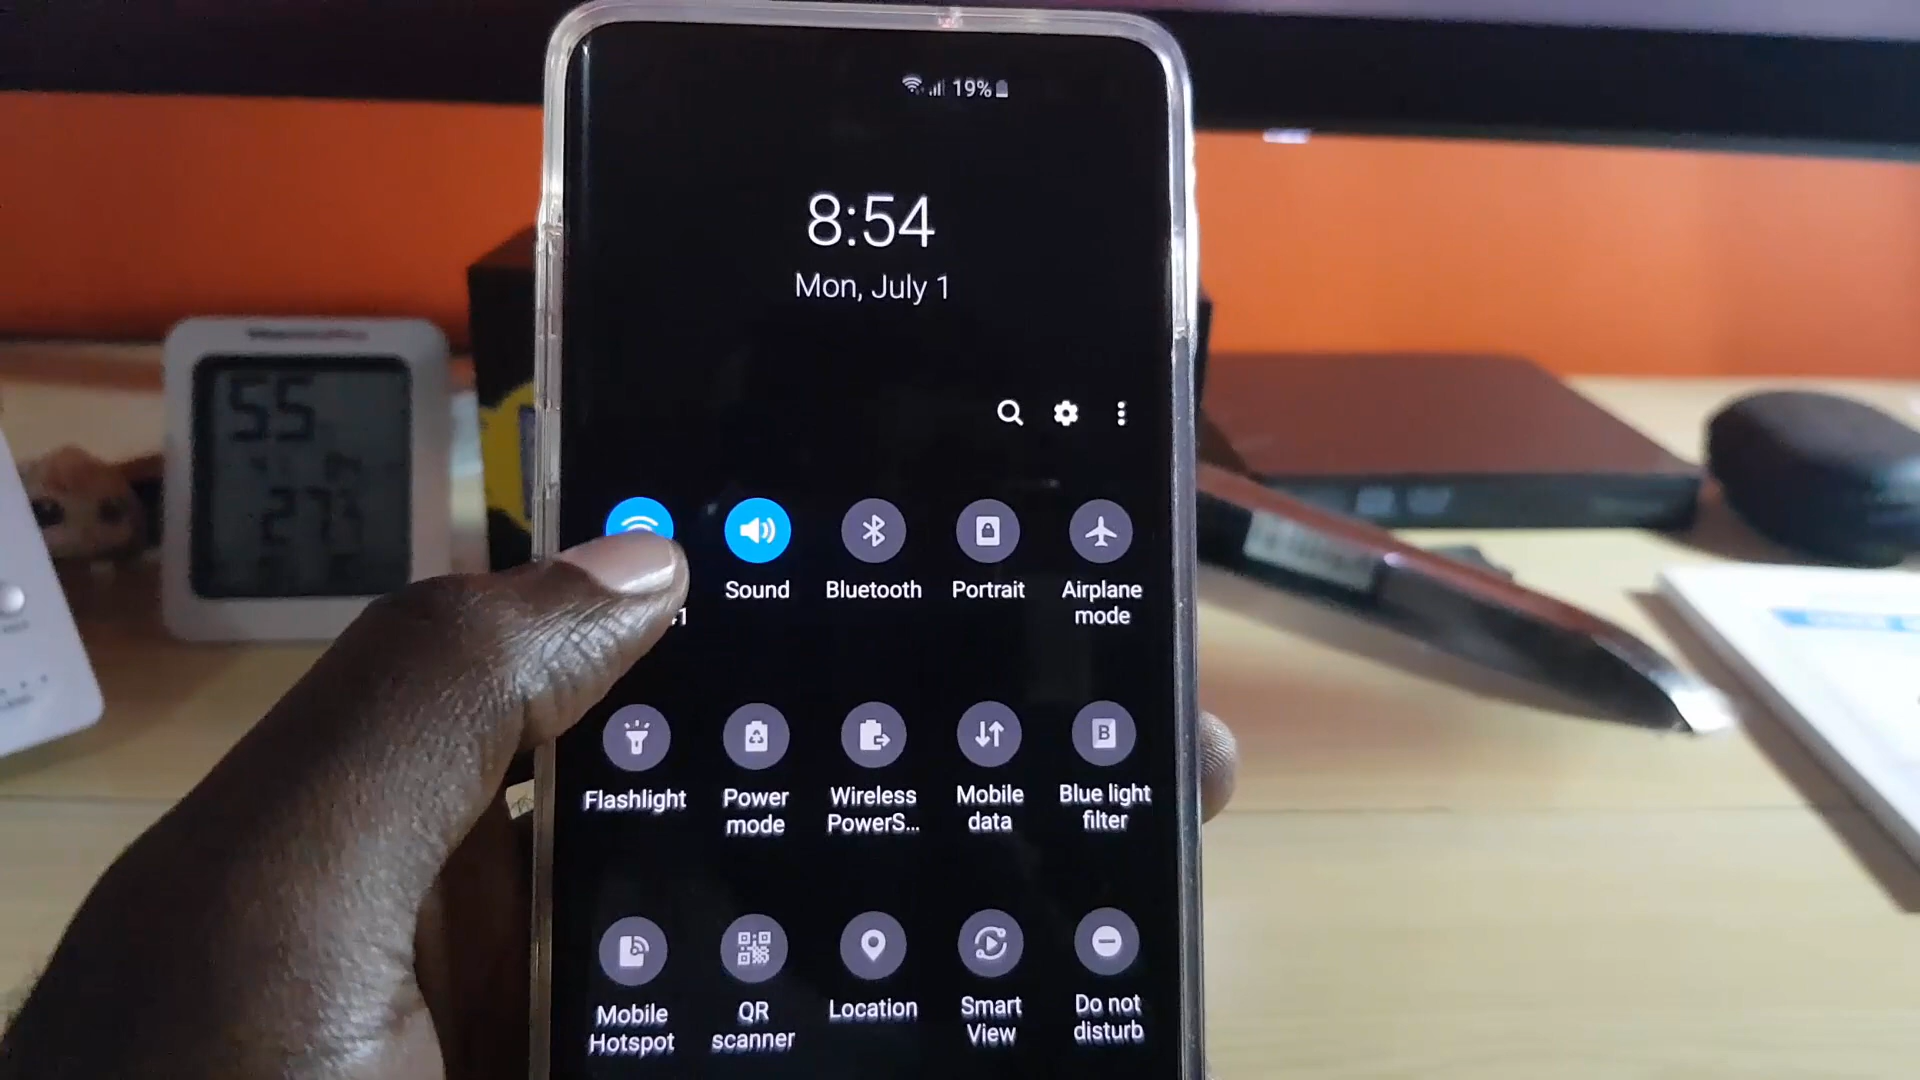 19%
8:54
Mon, July 1
Sound
Bluetooth
Portrait
Airplane
mode
Flashlight
Power
mode
Wireless
PowerS...
Mobile
data
Blue light
filter
B
Mobile
Hotspot
QR
scanner
Location
Smart
View
Do not
disturb
55